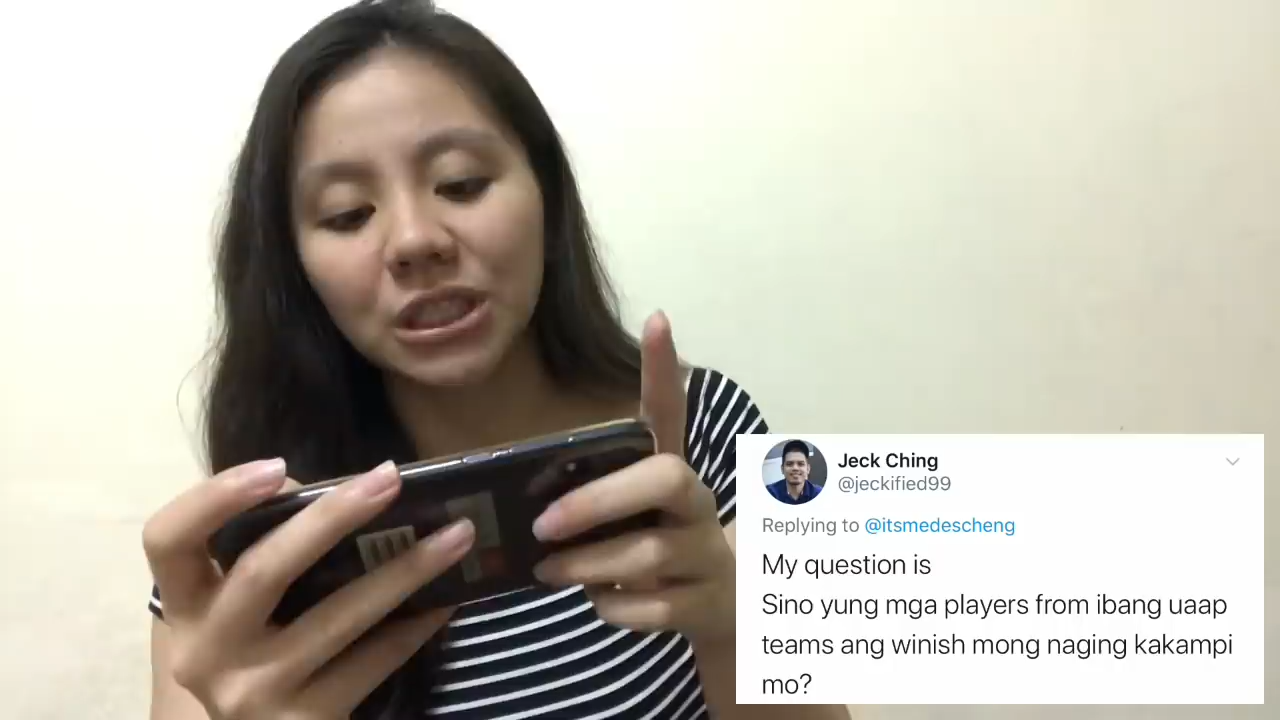 Jeck Ching
@jeckified99
Replying to @itsmedescheng
My question is
Sino yung mga players from ibang uaap
teams ang winish mong naging kakampi
mo?